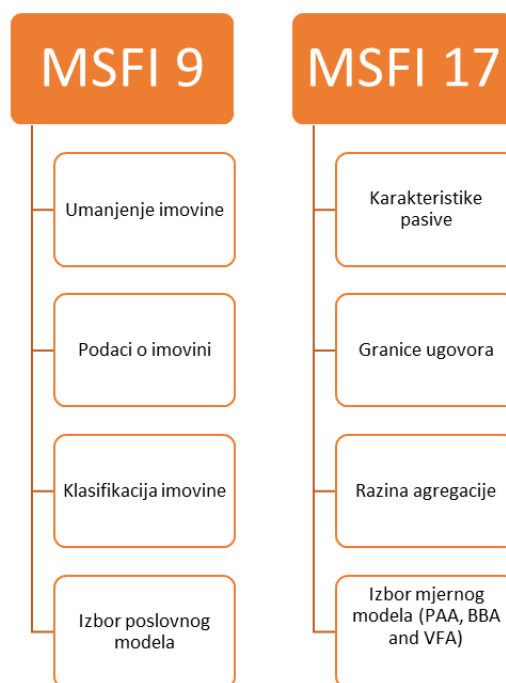 MSFI 9
Umanjenje imovine
Podaci o imovini
Klasifikacija imovine
Izbor poslovnog
modela
MSFI 17
Karakteristike
pasive
Granice ugovora
Razina agregacije
Izbor mjernog
modela (PAA, BBA
and VFA)